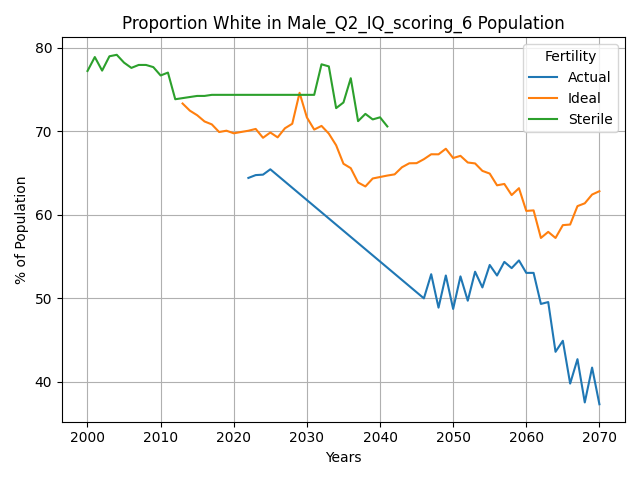 Proportion White in Male_Q2_IQ_scoring_6 Population
% of Population
80
70
60
50
40
Fertility
Actual
Ideal
Sterile
2000 2010 2020 2030 2040 2050 2060 2070
Years